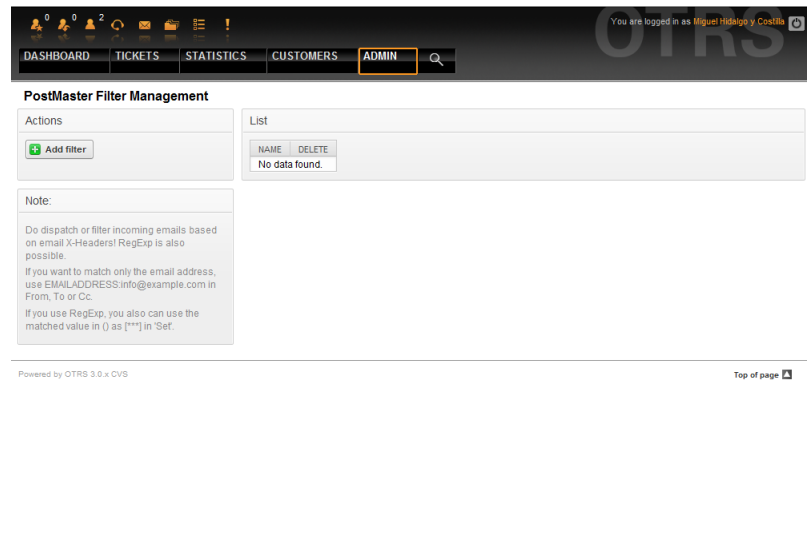 0 0 2
You are logged in as Miguel Hidalgo y Costilla
OTRS
DASHBOARD TICKETS STATISTICS CUSTOMERS ADMIN
PostMaster Filter Management
Actions
Add filter
List
NAME DELETE
No data found.
Note:
Do dispatch or filter incoming emails based
on email X-Headers! RegExp is also
possible.
If you want to match only the email address,
use EMAILADDRESS:info@example.com in
From, To or Cc.
If you use RegExp, you also can use the
matched value in () as [***] in 'Set'.
Powered by OTRS 3.0.x CVS
Top of page